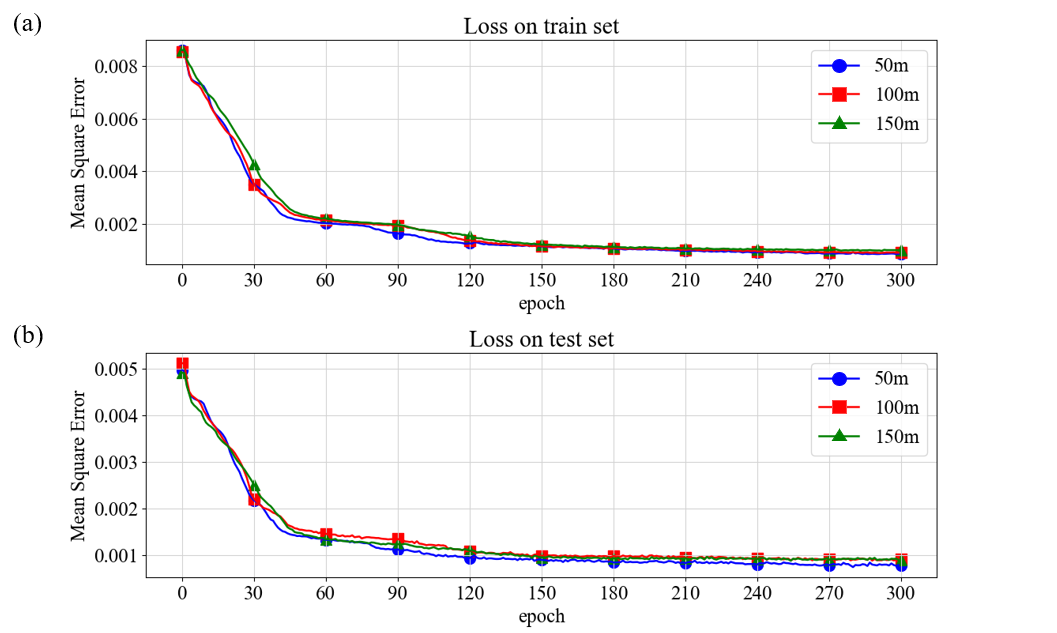 (a)
Loss on train set
Mean Square Error
0.008
0.006
0.004
0.002
50m
100m
150m
0 30 60 90 120 150 180 210 240 270 300
epoch
(b)
Loss on test set
Mean Square Error
0.005
0.004
0.003
0.002
0.001
50m
100m
150m
0 30 60 90 120 150 180 210 240 270 300
epoch